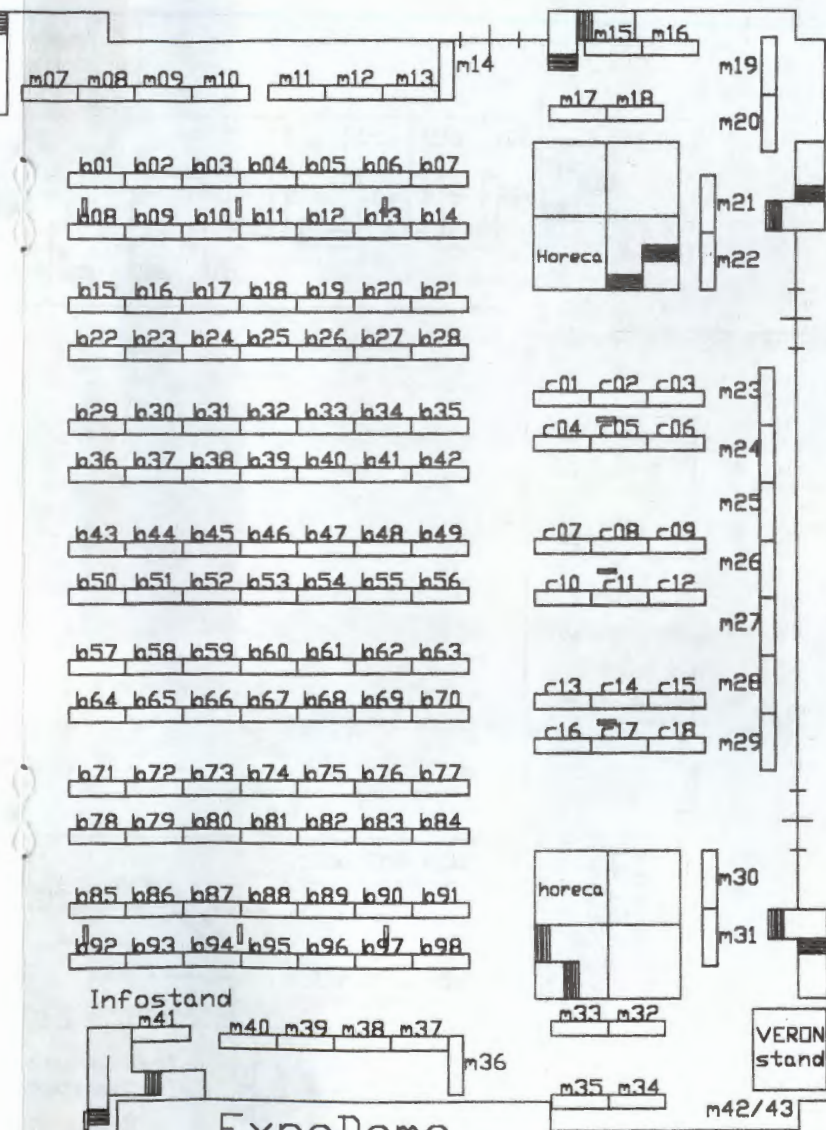 m15 m16
m07 m08 m09 m10 m11 m12 m13 m14 m19
m17 m18 m20
b01 b02 b03 b04 b05 b06 b07
m21
b08 b09 b10 b11 b12 b13 b14
Horeca m22
b15 b16 b17 b18 b19 b20 b21
b22 b23 b24 b25 b26 b27 b28
c01 c02 c03 m23
b29 b30 b31 b32 b33 b34 b35 c04 c05 c06 m24
b36 b37 b38 b39 b40 b41 b42
m25
b43 b44 b45 b46 b47 b48 b49 c07 c08 c09
m26
b50 b51 b52 b53 b54 b55 b56 c10 c11 c12
m27
b57 b58 b59 b60 b61 b62 b63
c13 c14 c15 m28
b64 b65 b66 b67 b68 b69 b70
c16 c17 c18 m29
b71 b72 b73 b74 b75 b76 b77
b78 b79 b80 b81 b82 b83 b84
b85 b86 b87 b88 b89 b90 b91 horeca m30
b92 b93 b94 b95 b96 b97 b98 m31
Infostand
m41 m33 m32
m40 m39 m38 m37 VERON
m36 stand
m35 m34
m42/43
ExpoDome